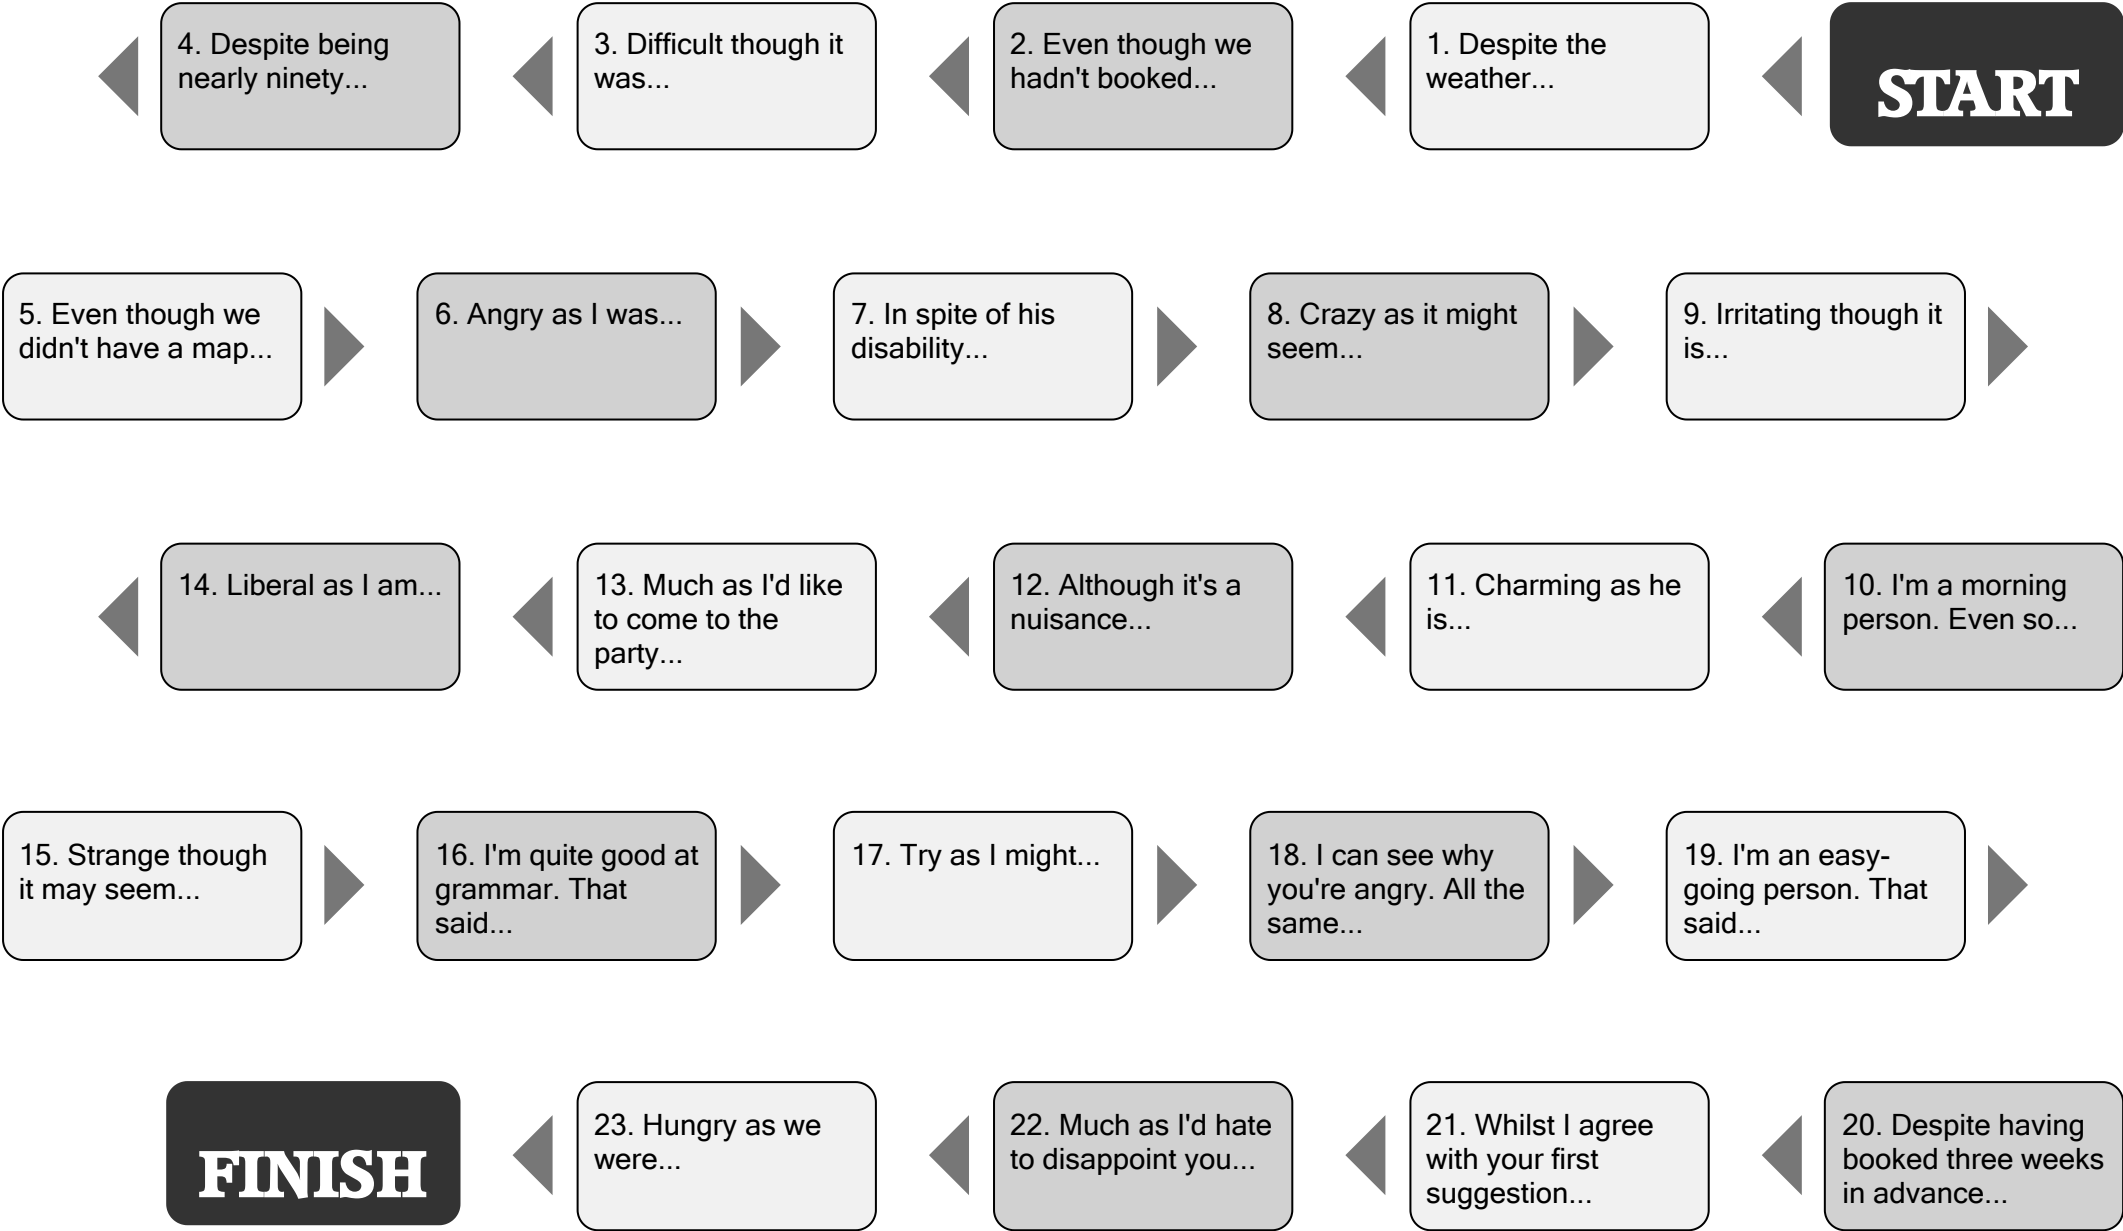 START
1. Despite the
weather...
2. Even though we
hadn't booked...
3. Difficult though it
was...
4. Despite being
nearly ninety...
5. Even though we
didn't have a map...
6. Angry as I was...
7. In spite of his
disability...
8. Crazy as it might
seem...
9. Irritating though it
is...
10. I'm a morning
person. Even so...
11. Charming as he
is...
12. Although it's a
nuisance...
13. Much as I'd like
to come to the
party...
14. Liberal as I am...
15. Strange though
it may seem...
16. I'm quite good at
grammar. That
said...
17. Try as I might...
18. I can see why
you're angry. All the
same...
19. I'm an easy-
going person. That
said...
20. Despite having
booked three weeks
in advance...
21. Whilst I agree
with your first
suggestion...
22. Much as I'd hate
to disappoint you...
23. Hungry as we
were...
FINISH